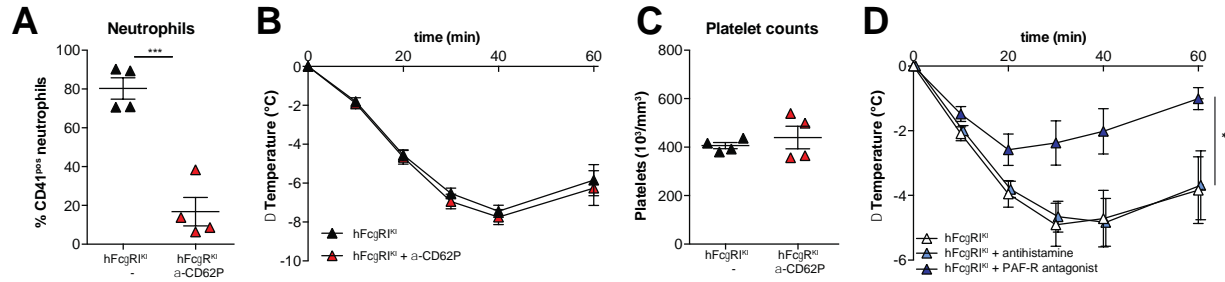 A
Neutrophils
***
100
80
60
40
20
0
% CD41pos neutrophils
hFcgRIKI
-
hFcgRKI
a-CD62P
B
time (min)
0 20 40 60
0
-2
-4
-6
-8
-10
D Temperature (°C)
hFcgRIKI
hFcgRIKI + a-CD62P
C
Platelet counts
800
600
400
200
0
Platelets (10³/mm³)
hFcgRIKI
-
hFcgRKI
a-CD62P
D
time (min)
0 20 40 60
0
-2
-4
-6
D Temperature (°C)
*
hFcgRIKI
hFcgRIKI + antihistamine
hFcgRIKI + PAF-R antagonist